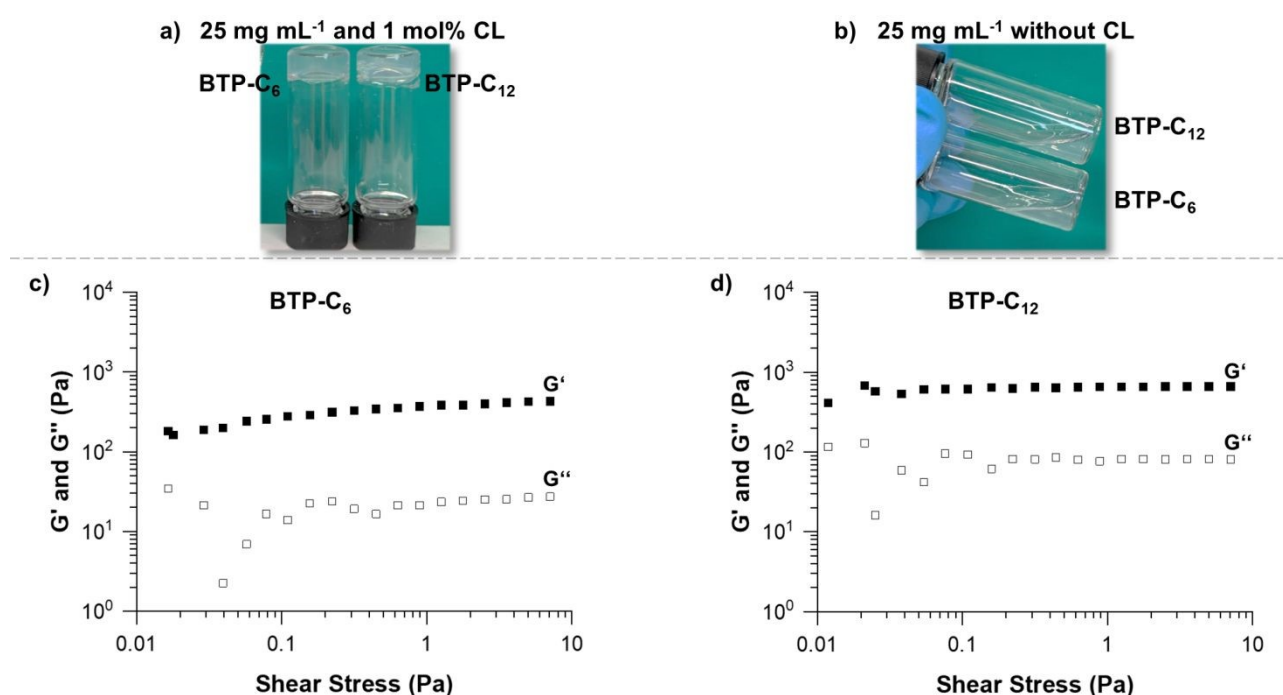 a) 25 mg mL⁻¹ and 1 mol% CL
BTP-C₆
BTP-C₁₂
b) 25 mg mL⁻¹ without CL
BTP-C₁₂
BTP-C₆
c)
BTP-C₆
G' and G'' (Pa)
10⁴
10³
10²
10¹
10⁰
G‘
G‘‘
0.01
0.1
1
10
Shear Stress (Pa)
d)
BTP-C₁₂
G' and G'' (Pa)
10⁴
10³
10²
10¹
10⁰
G‘
G‘‘
0.01
0.1
1
10
Shear Stress (Pa)